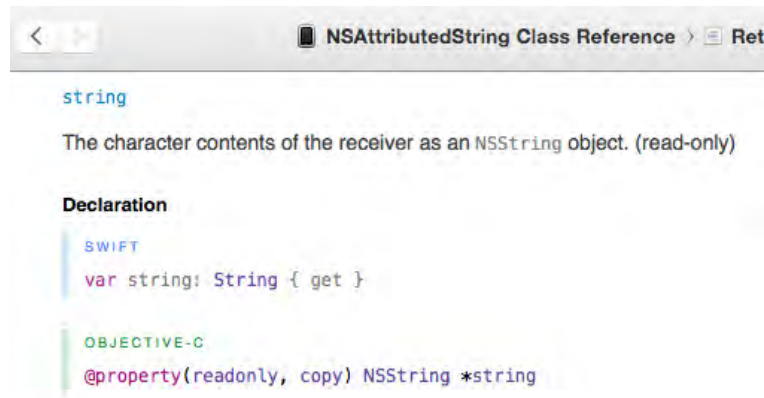 NSAttributedString Class Reference > Ret
string
The character contents of the receiver as an NSString object. (read-only)
Declaration
SWIFT
var string: String { get }
OBJECTIVE-C
@property(readonly, copy) NSString *string